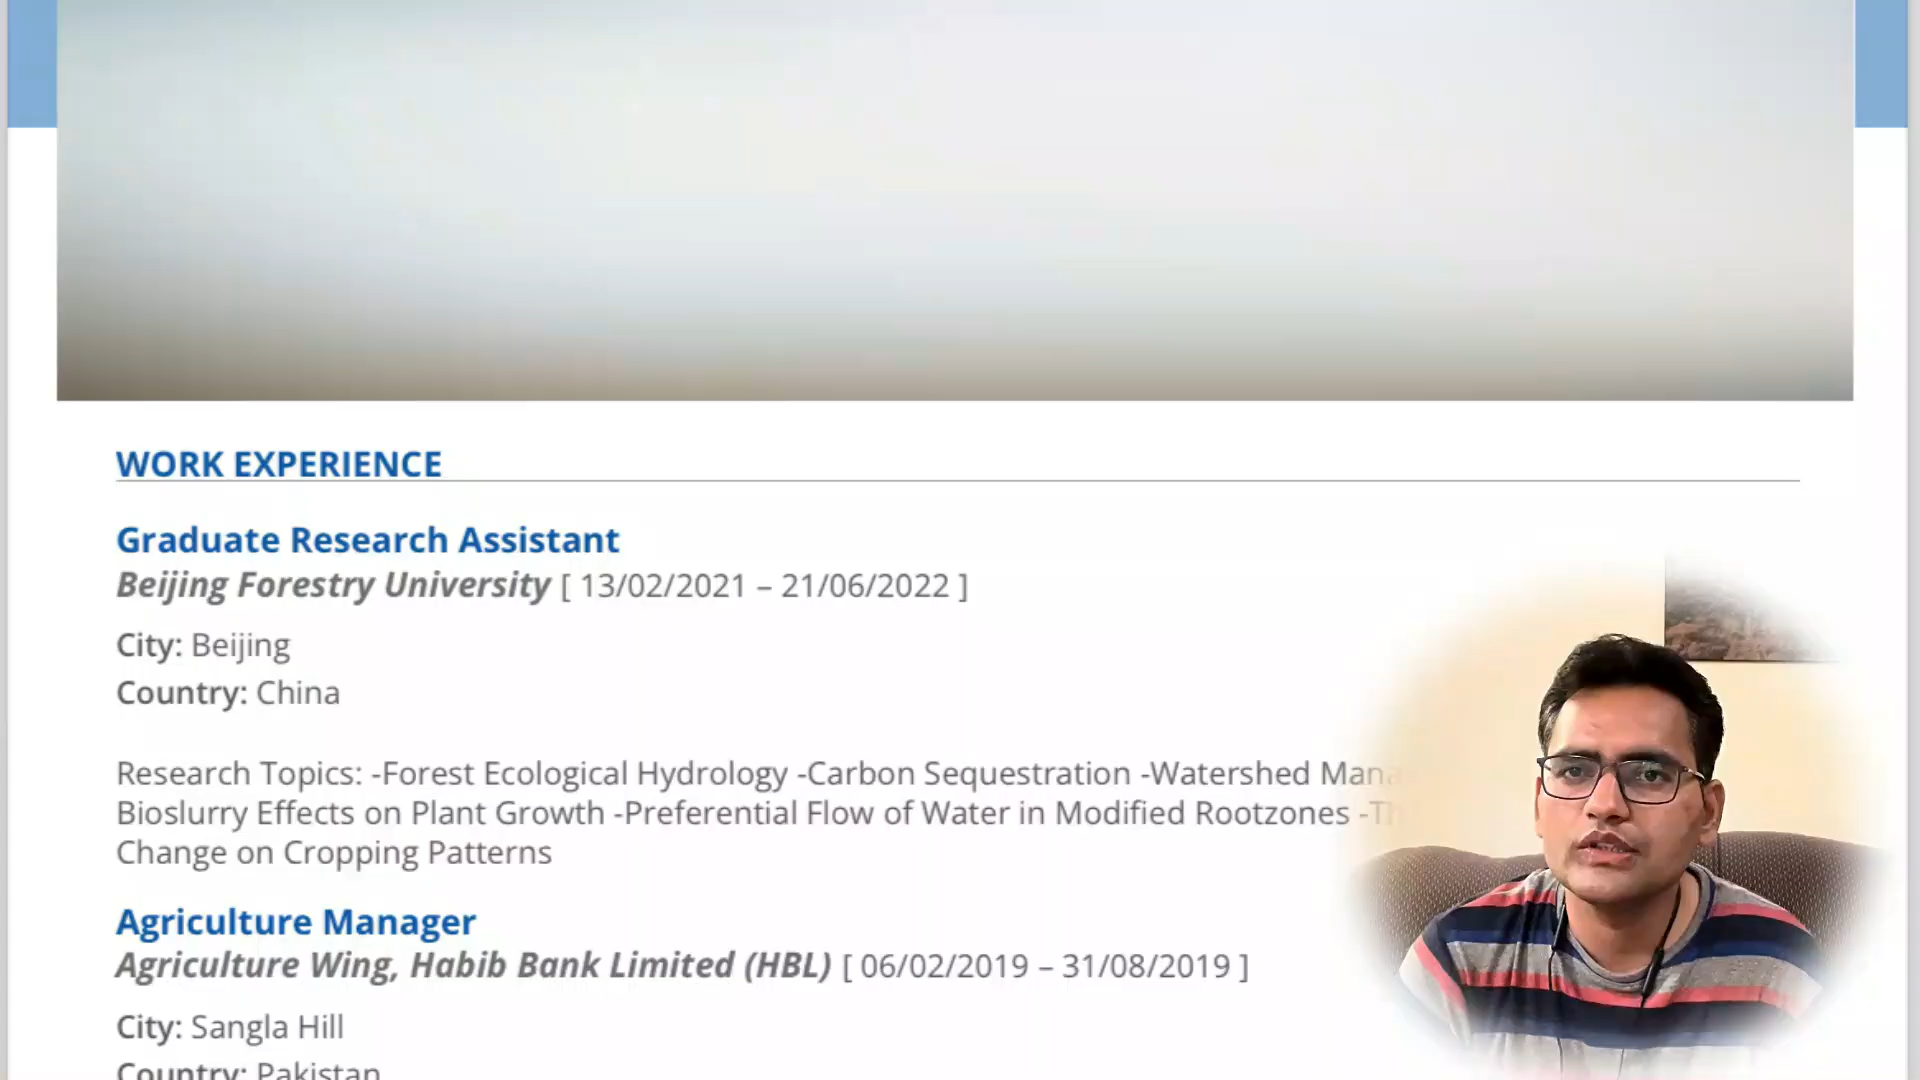 WORK EXPERIENCE
Graduate Research Assistant
Beijing Forestry University [ 13/02/2021 – 21/06/2022 ]
City: Beijing
Country: China
Research Topics: -Forest Ecological Hydrology -Carbon Sequestration -Watershed
Bioslurry Effects on Plant Growth -Preferential Flow of Water in Modified Rootzones
Change on Cropping Patterns
Agriculture Manager
Agriculture Wing, Habib Bank Limited (HBL) [ 06/02/2019 – 31/08/2019 ]
City: Sangla Hill
Country: Pakistan